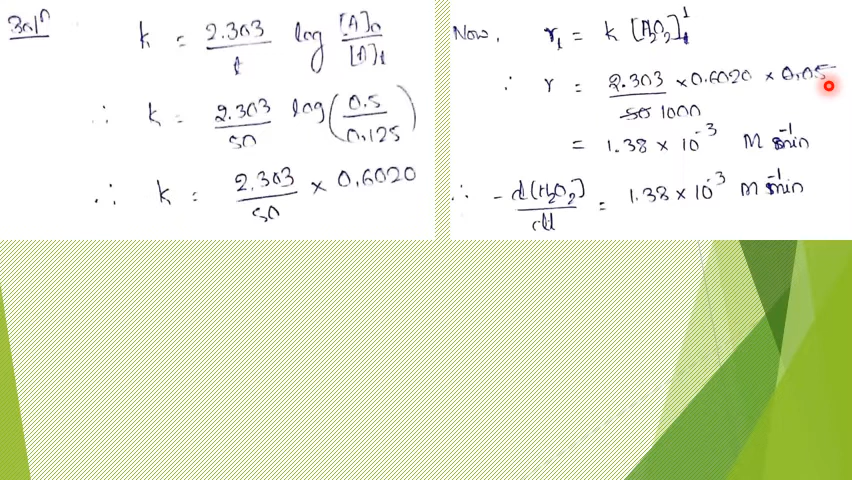 Solⁿ
k = 2.303/t log [A]₀/[A]t
∴ k = 2.303/50 log (0.5/0.125)
∴ k = 2.303/50 × 0.6020
Now, r₁ = k [H₂O₂]¹t
∴ r = 2.303/50 1000 × 0.6020 × 0.05
= 1.38 × 10⁻³ M min⁻¹
∴ - d[H₂O₂]/dt = 1.38 × 10⁻³ M min⁻¹